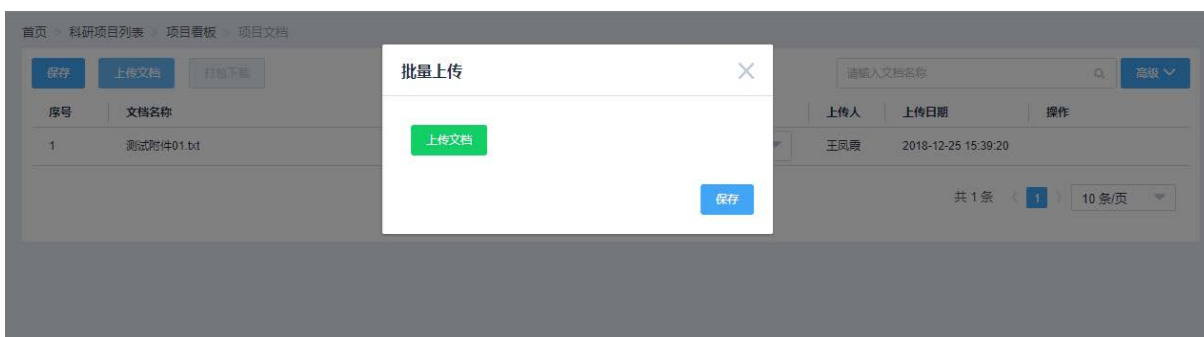 首页 科研项目列表 项目看板 项目文档
保存 上传文档 打包下载
请输入文档名称 高级
批量上传
上传文档
保存
序号 文档名称 上传人 上传日期 操作
1 测试附件01.txt 王凤霞 2018-12-25 15:39:20
共 1 条 1 10 条/页